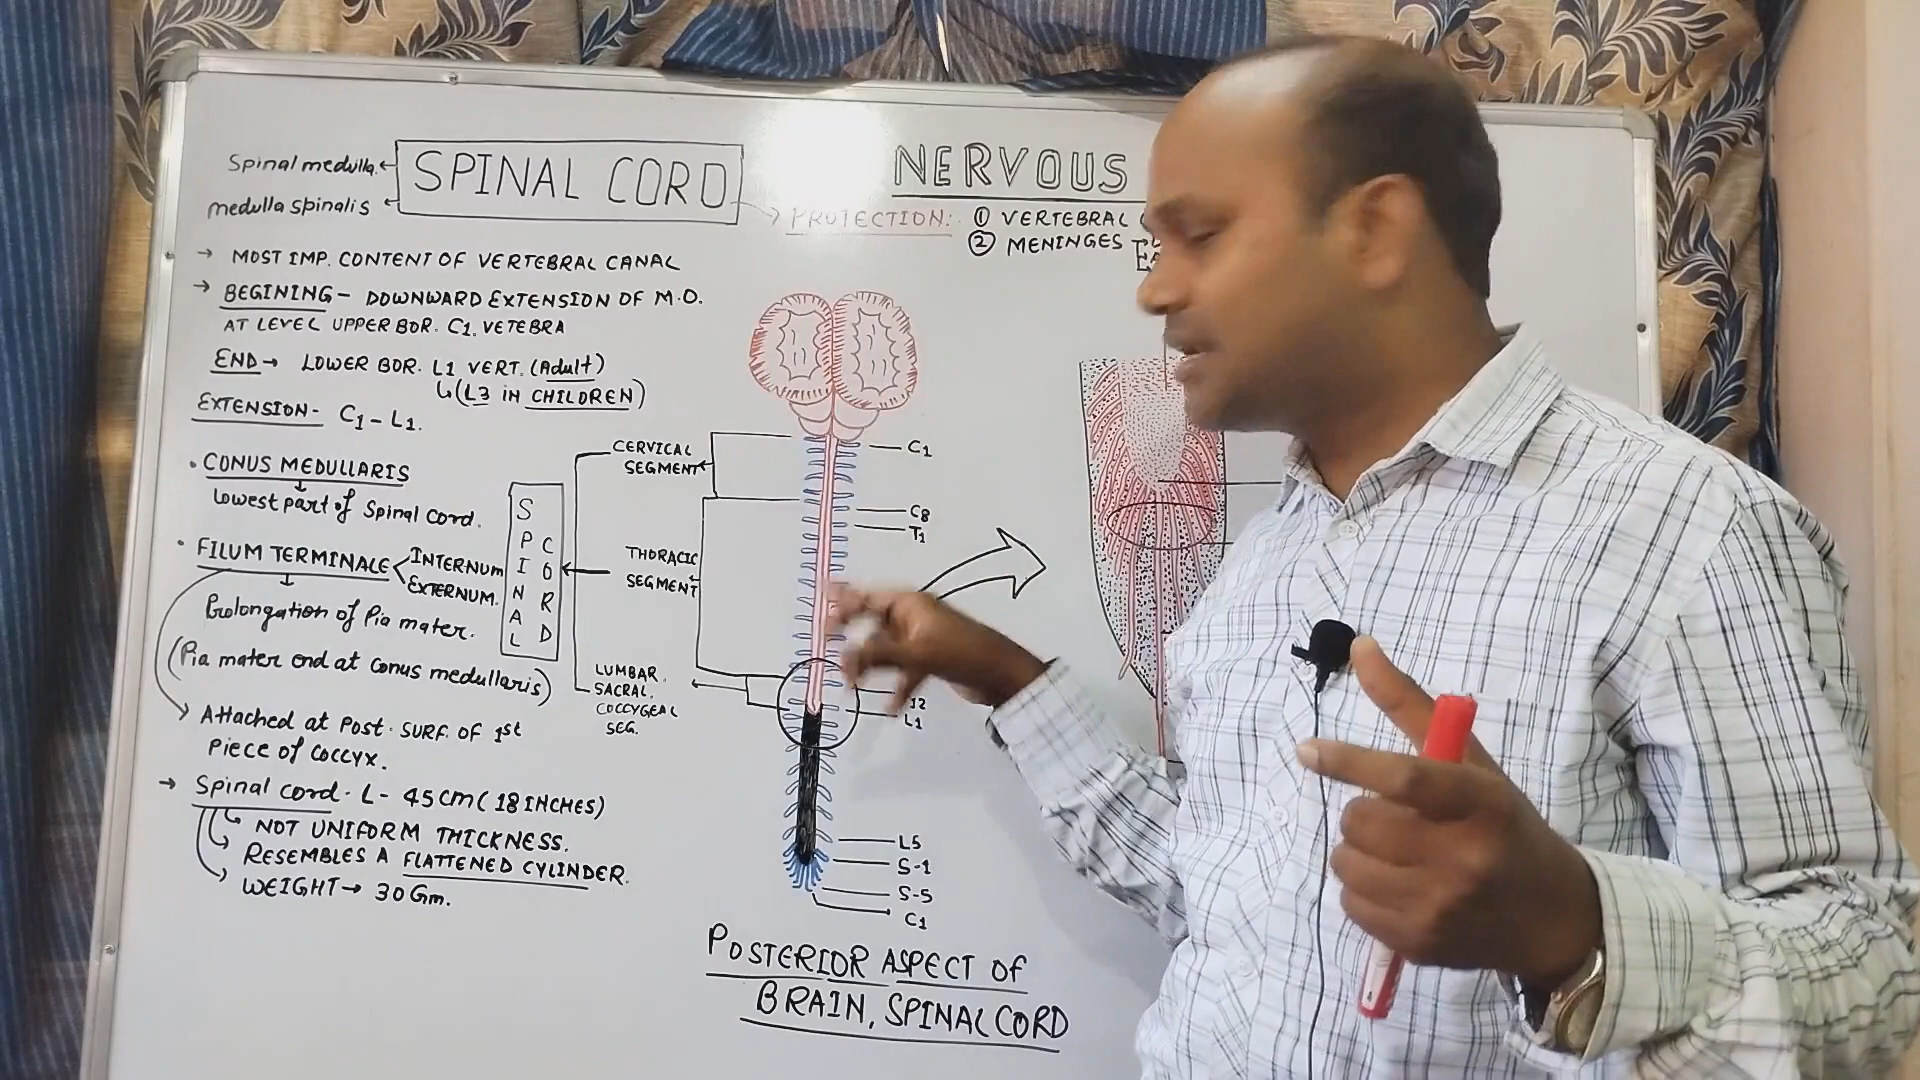 Spinal medulla
medulla spinalis
SPINAL CORD
→ MOST IMP. CONTENT OF VERTEBRAL CANAL
→ BEGINING - DOWNWARD EXTENSION OF M.O.
AT LEVEL UPPER BOR. C1. VETEBRA
END → LOWER BOR. L1 VERT. (Adult)
↳ (L3 IN CHILDREN)
EXTENSION - C1 - L1.
• CONUS MEDULLARIS
Lowest part of Spinal cord.
• FILUM TERMINALE < INTERNUM
EXTERNUM.
Prolongation of Pia mater.
(Pia mater end at conus medullaris)
Attached at Post. SURF. OF 1st
Piece of coccyx.
→ Spinal cord. L - 45 cm ( 18 INCHES)
NOT UNIFORM THICKNESS.
RESEMBLES A FLATTENED CYLINDER.
WEIGHT → 30 Gm.
SPINAL
CORD
CERVICAL
SEGMENT
THORACIC
SEGMENT
LUMBAR.
SACRAL.
COCCYGEAL
SEG.
C1
C8
T1
12
L1
L5
S-1
S-5
C1
POSTERIOR ASPECT OF
BRAIN, SPINAL CORD
NERVOUS
PROTECTION: ① VERTEBRAL
② MENINGES